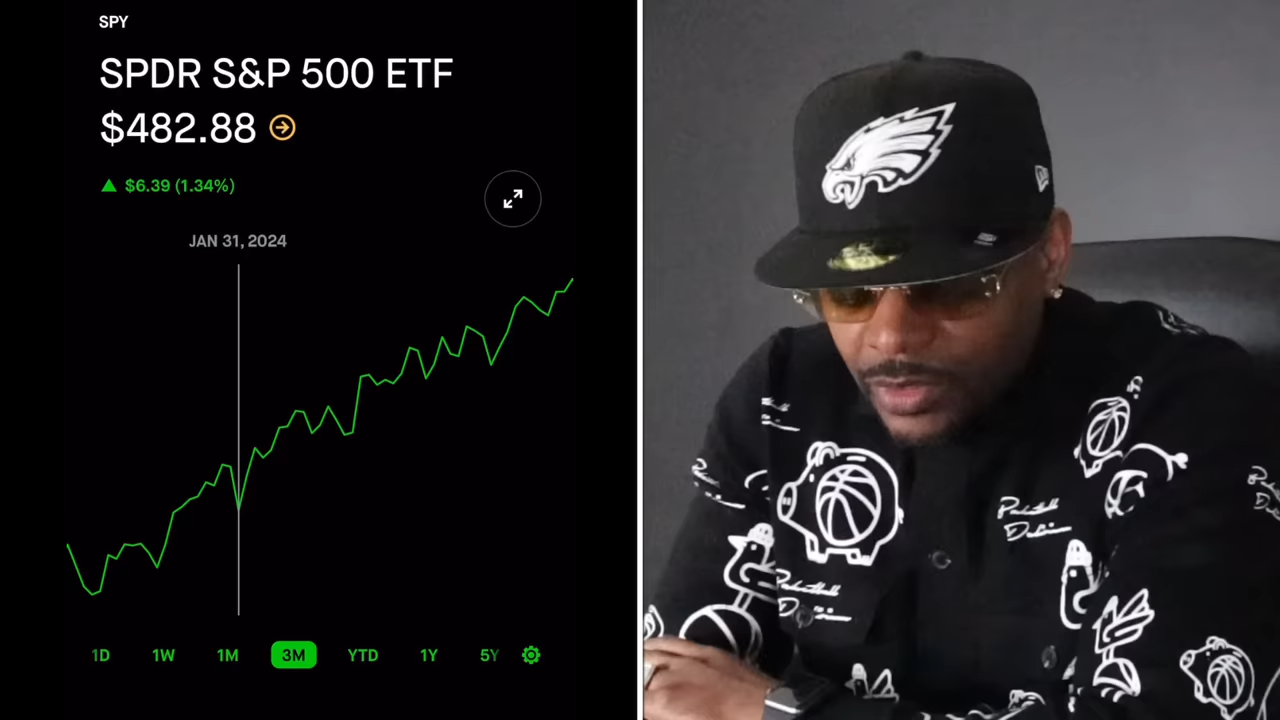 SPY
SPDR S&P 500 ETF
$482.88
$6.39 (1.34%)
JAN 31, 2024
1D 1W 1M 3M YTD 1Y 5Y